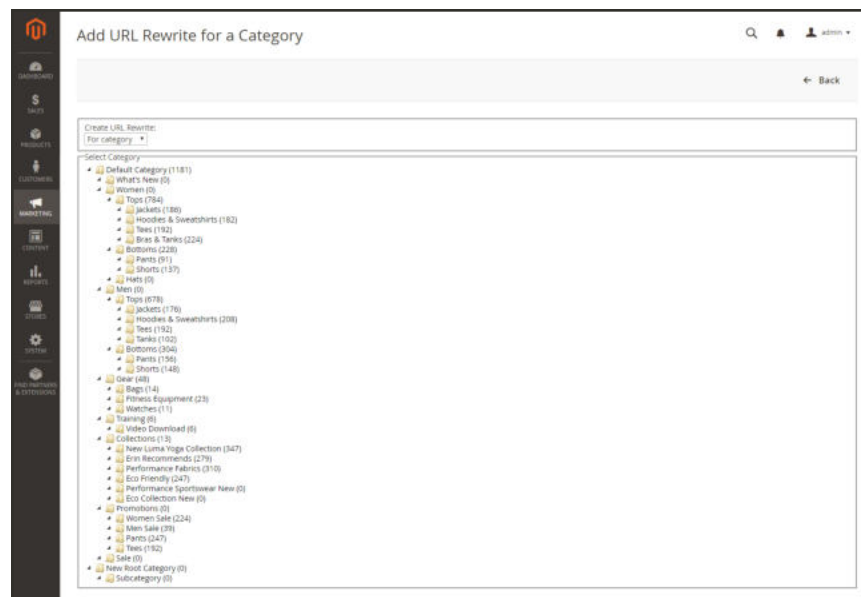 Add URL Rewrite for a Category
admin
← Back
DASHBOARD
SALES
PRODUCTS
CUSTOMERS
MARKETING
CONTENT
REPORTS
STORES
SYSTEM
FIND PARTNERS
& EXTENSIONS
Create URL Rewrite:
For category
Select Category
Default Category (1181)
What's New (0)
Women (0)
Tops (784)
Jackets (186)
Hoodies & Sweatshirts (182)
Tees (192)
Bras & Tanks (224)
Bottoms (228)
Pants (91)
Shorts (137)
Hats (0)
Men (0)
Tops (678)
Jackets (176)
Hoodies & Sweatshirts (208)
Tees (192)
Tanks (102)
Bottoms (304)
Pants (156)
Shorts (148)
Gear (48)
Bags (14)
Fitness Equipment (23)
Watches (11)
Training (6)
Video Download (6)
Collections (13)
New Luma Yoga Collection (347)
Erin Recommends (279)
Performance Fabrics (310)
Eco Friendly (247)
Performance Sportswear New (0)
Eco Collection New (0)
Promotions (0)
Women Sale (224)
Men Sale (39)
Pants (247)
Tees (192)
Sale (0)
New Root Category (0)
Subcategory (0)